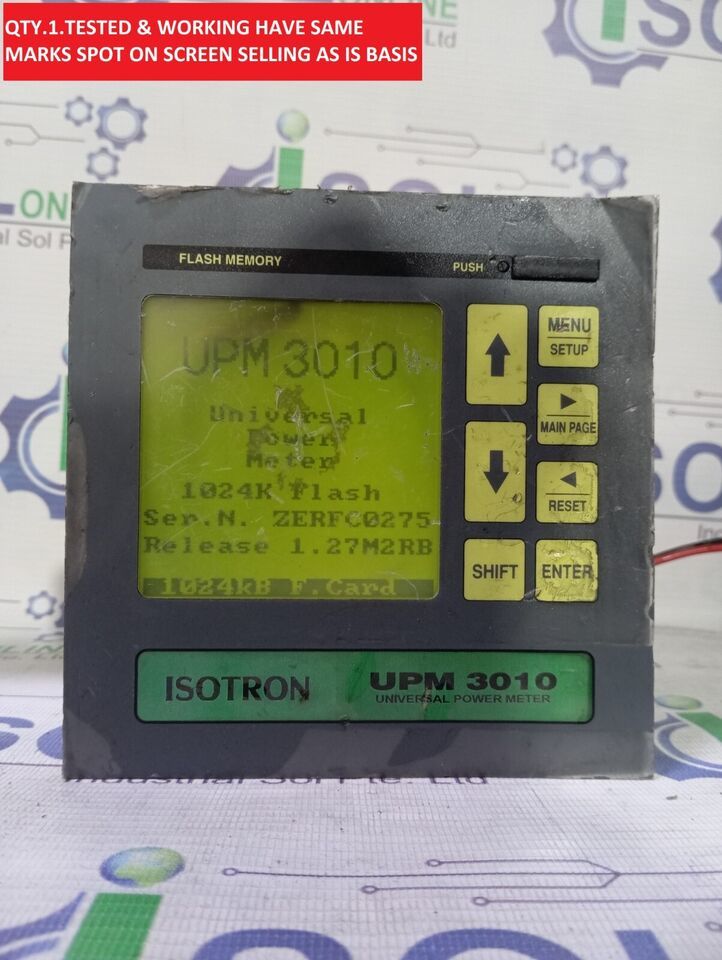 QTY.1.TESTED & WORKING HAVE SAME
MARKS SPOT ON SCREEN SELLING AS IS BASIS
FLASH MEMORY
PUSH
UPM 3010
Universal
Power
Meter
1024K Flash
Ser.N. ZERFC0275
Release 1.27M2RB
1024kB F.Card
MENU
SETUP
MAIN PAGE
RESET
SHIFT
ENTER
ISOTRON
UPM 3010
UNIVERSAL POWER METER